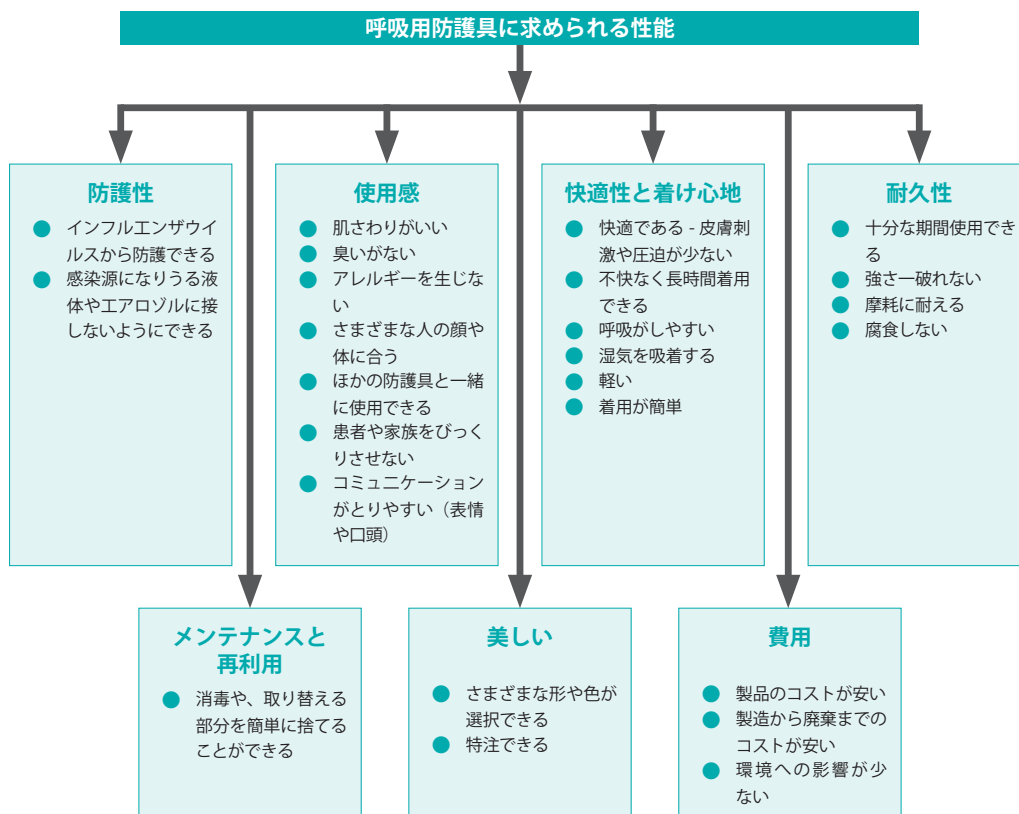 呼吸用防護具に求められる性能
防護性
● インフルエンザウイ
ルスから防護できる
● 感染源になりうる液
体やエアロゾルに接
しないようにできる
使用感
● 肌さわりがいい
● 臭いがない
● アレルギーを生じな
い
● さまざまな人の顔や
体に合う
● ほかの防護具と一緒
に使用できる
● 患者や家族をびっく
りさせない
● コミュニケーション
がとりやすい（表情
や口頭）
快適性と着け心地
● 快適である - 皮膚刺
激や圧迫が少ない
● 不快なく長時間着用
できる
● 呼吸がしやすい
● 湿気を吸着する
● 軽い
● 着用が簡単
耐久性
● 十分な期間使用でき
る
● 強さ—破れない
● 摩耗に耐える
● 腐食しない
メンテナンスと
再利用
● 消毒や、取り替える
部分を簡単に捨てる
ことができる
美しい
● さまざまな形や色が
選択できる
● 特注できる
費用
● 製品のコストが安い
● 製造から廃棄までの
コストが安い
● 環境への影響が少
ない